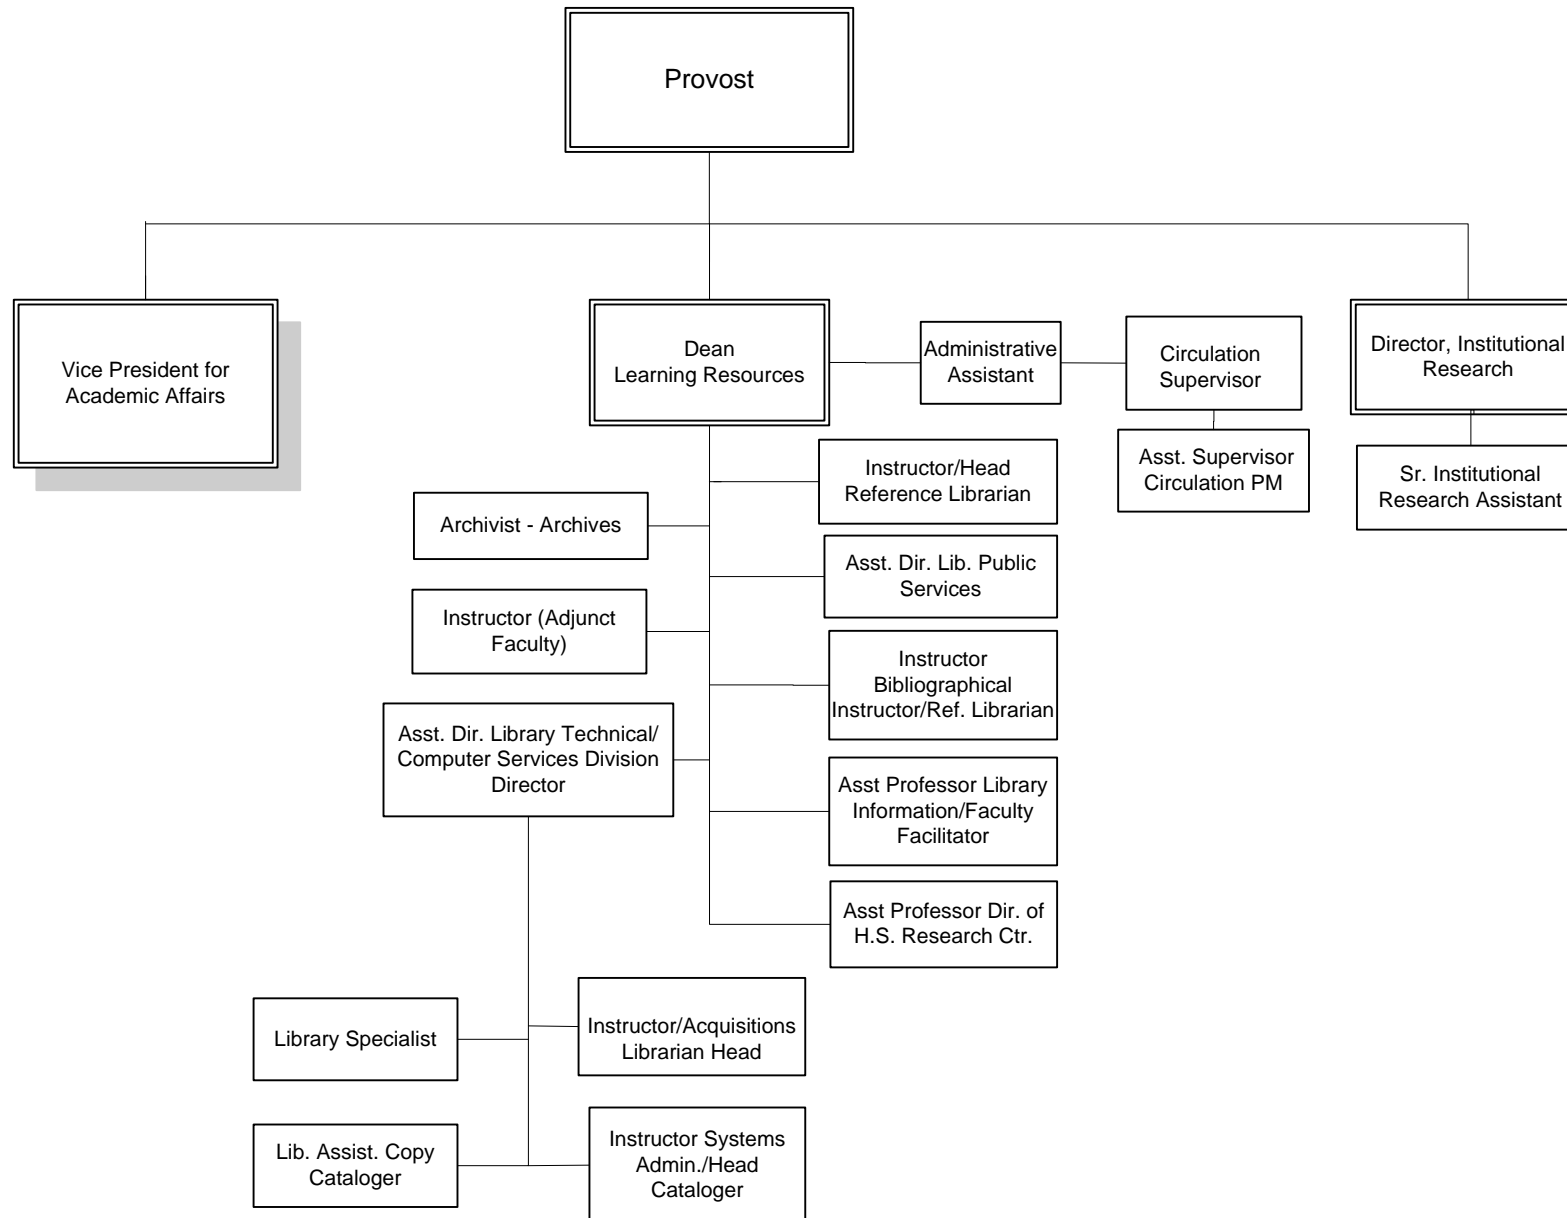 Provost
Vice President for
Academic Affairs
Dean
Learning Resources
Administrative
Assistant
Circulation
Supervisor
Director, Institutional
Research
Asst. Supervisor
Circulation PM
Sr. Institutional
Research Assistant
Instructor/Head
Reference Librarian
Archivist - Archives
Asst. Dir. Lib. Public
Services
Instructor (Adjunct
Faculty)
Instructor
Bibliographical
Instructor/Ref. Librarian
Asst. Dir. Library Technical/
Computer Services Division
Director
Asst Professor Library
Information/Faculty
Facilitator
Asst Professor Dir. of
H.S. Research Ctr.
Library Specialist
Instructor/Acquisitions
Librarian Head
Lib. Assist. Copy
Cataloger
Instructor Systems
Admin./Head
Cataloger